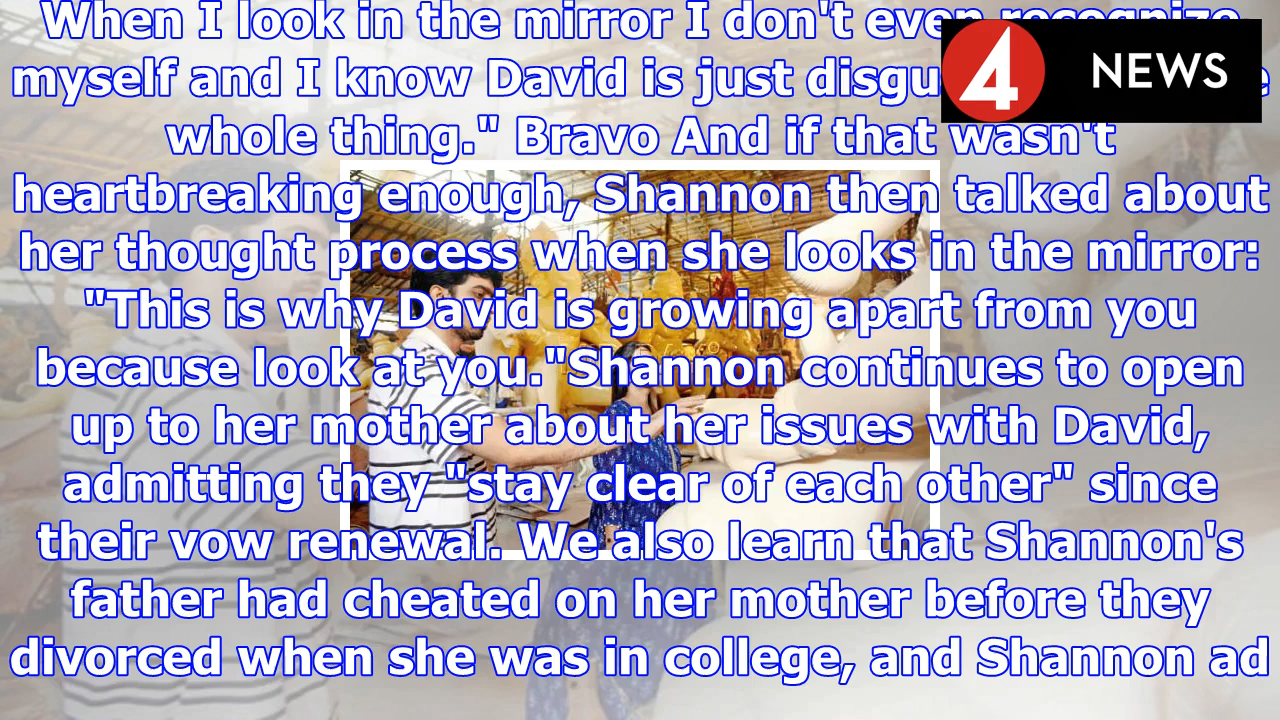 When I look in the mirror I don't even recognize
myself and I know David is just
whole thing." Bravo And if that wasn't
heartbreaking enough, Shannon then talked about
her thought process when she looks in the mirror:
"This is why David is growing apart from you
because look at you."Shannon continues to open
up to her mother about her issues with David,
admitting they "stay clear of each other" since
their vow renewal. We also learn that Shannon's
father had cheated on her mother before they
divorced when she was in college, and Shannon ad
4 NEWS